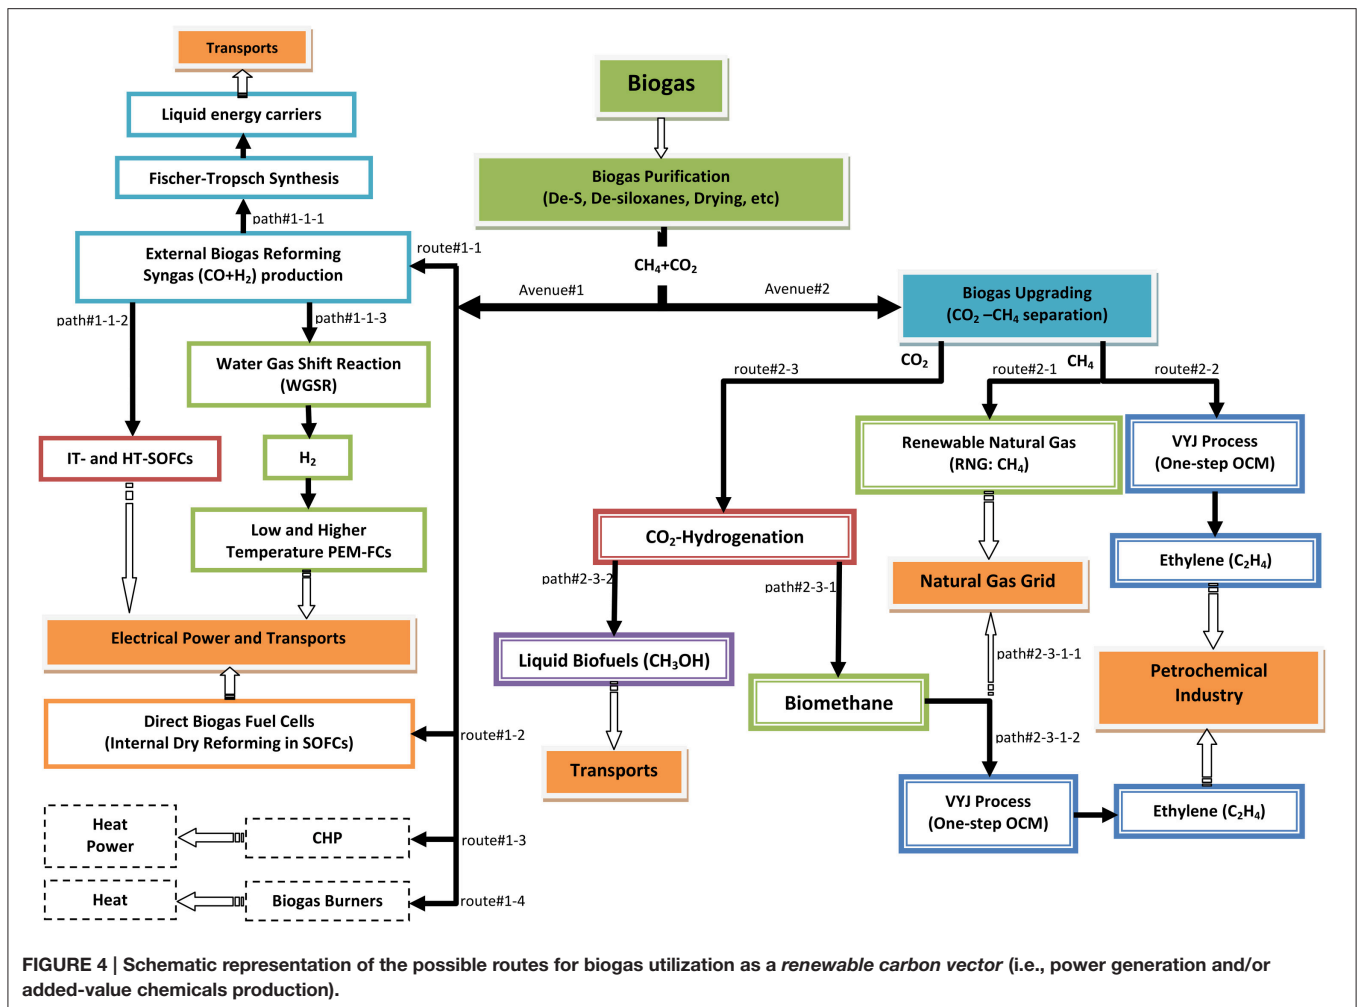 Transports
Liquid energy carriers
Fischer-Tropsch Synthesis
path#1-1-1
External Biogas Reforming
Syngas (CO+H₂) production
route#1-1
path#1-1-2
path#1-1-3
Water Gas Shift Reaction
(WGSR)
IT- and HT-SOFCs
H₂
Low and Higher
Temperature PEM-FCs
Electrical Power and Transports
Direct Biogas Fuel Cells
(Internal Dry Reforming in SOFCs)
route#1-2
Heat
Power
CHP
route#1-3
Heat
Biogas Burners
route#1-4
Biogas
Biogas Purification
(De-S, De-siloxanes, Drying, etc)
CH₄+CO₂
Avenue#1
Avenue#2
Biogas Upgrading
(CO₂ –CH₄ separation)
CO₂
CH₄
route#2-3
route#2-1
route#2-2
Renewable Natural Gas
(RNG: CH₄)
VYJ Process
(One-step OCM)
CO₂-Hydrogenation
Ethylene (C₂H₄)
path#2-3-2
path#2-3-1
Natural Gas Grid
Liquid Biofuels (CH₃OH)
path#2-3-1-1
Petrochemical
Industry
Biomethane
path#2-3-1-2
Transports
VYJ Process
(One-step OCM)
Ethylene (C₂H₄)
FIGURE 4 | Schematic representation of the possible routes for biogas utilization as a renewable carbon vector (i.e., power generation and/or
added-value chemicals production).